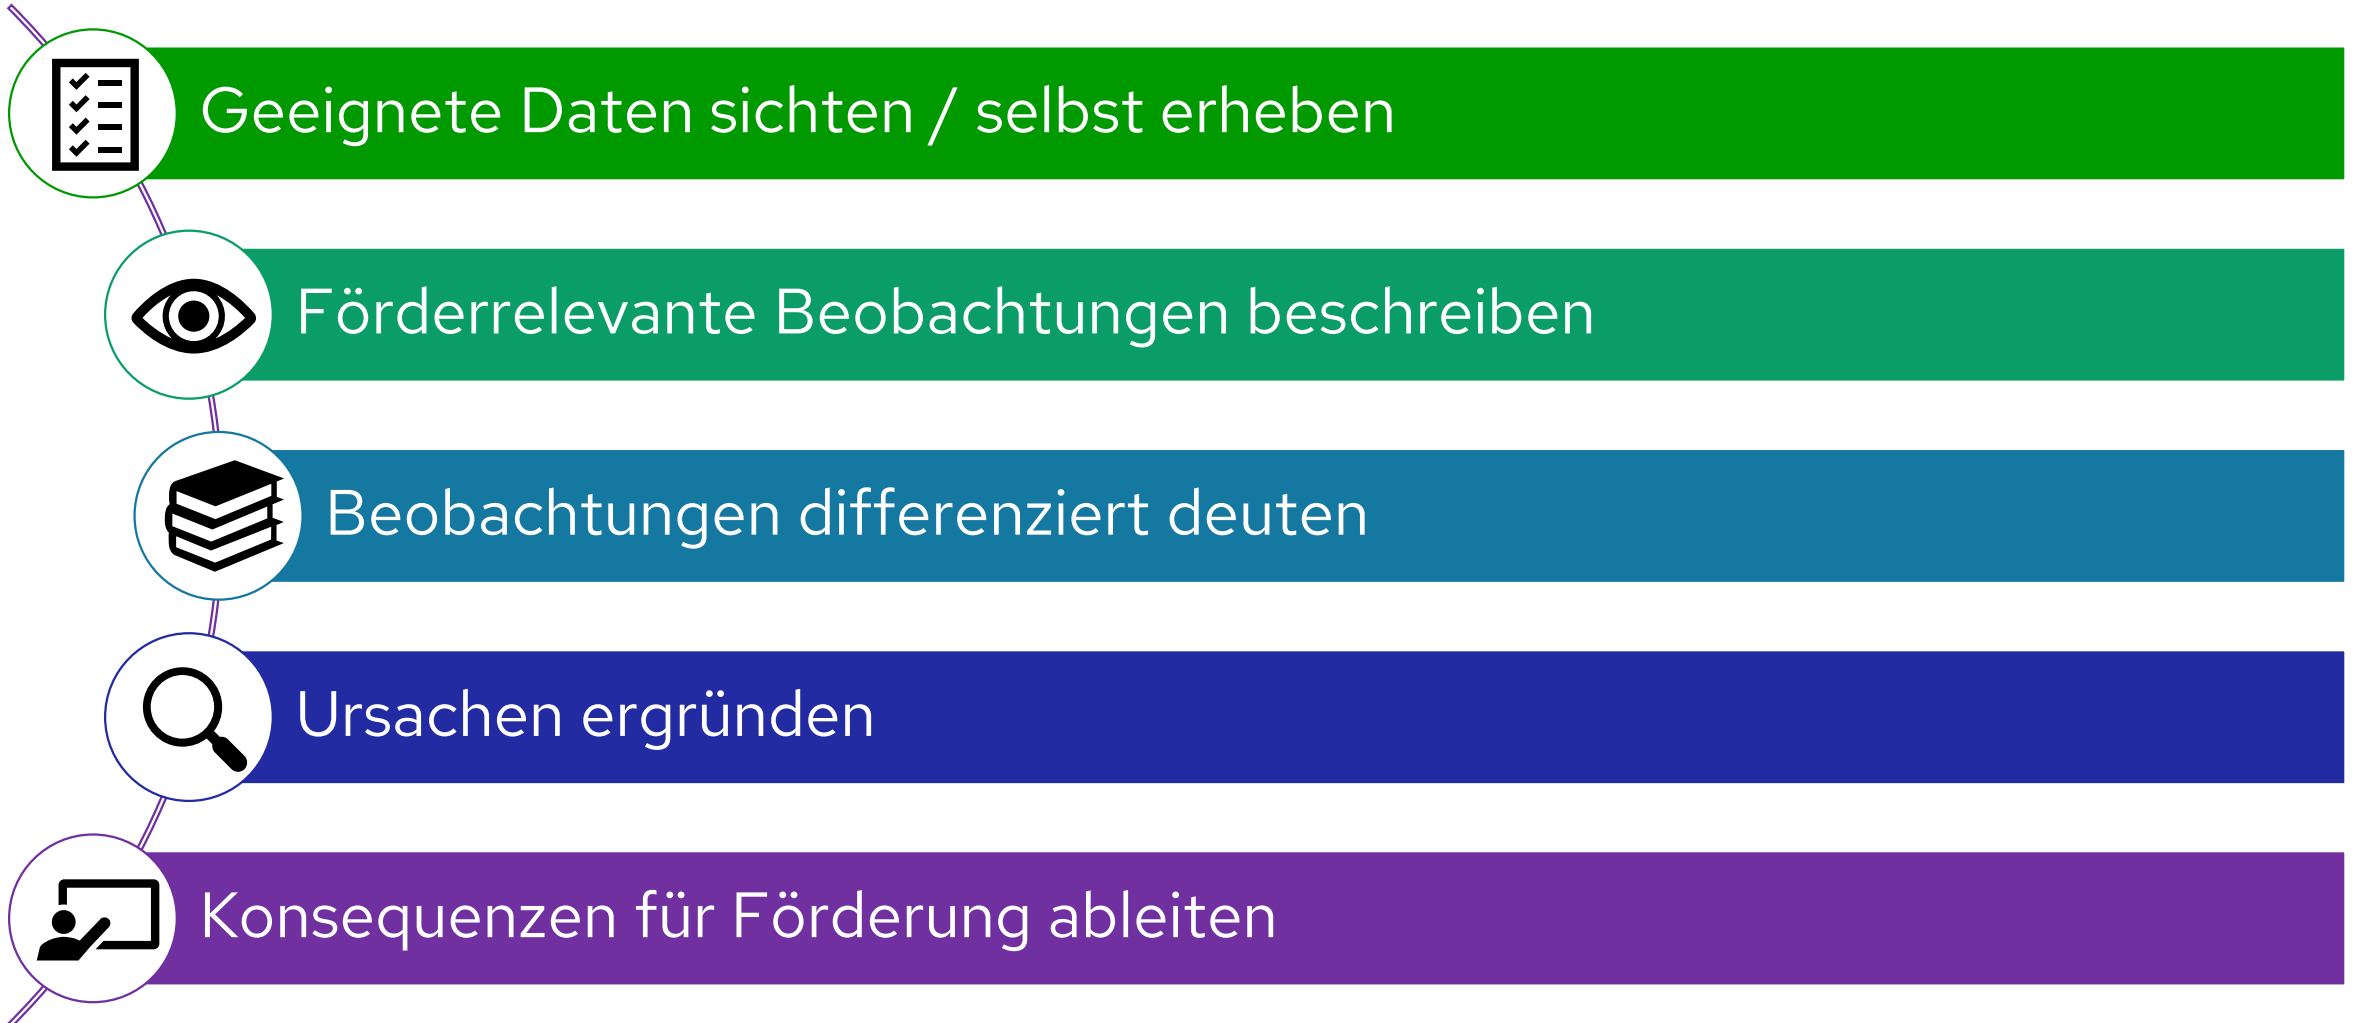 Geeignete Daten sichten / selbst erheben
Förderrelevante Beobachtungen beschreiben
Beobachtungen differenziert deuten
Ursachen ergründen
Konsequenzen für Förderung ableiten